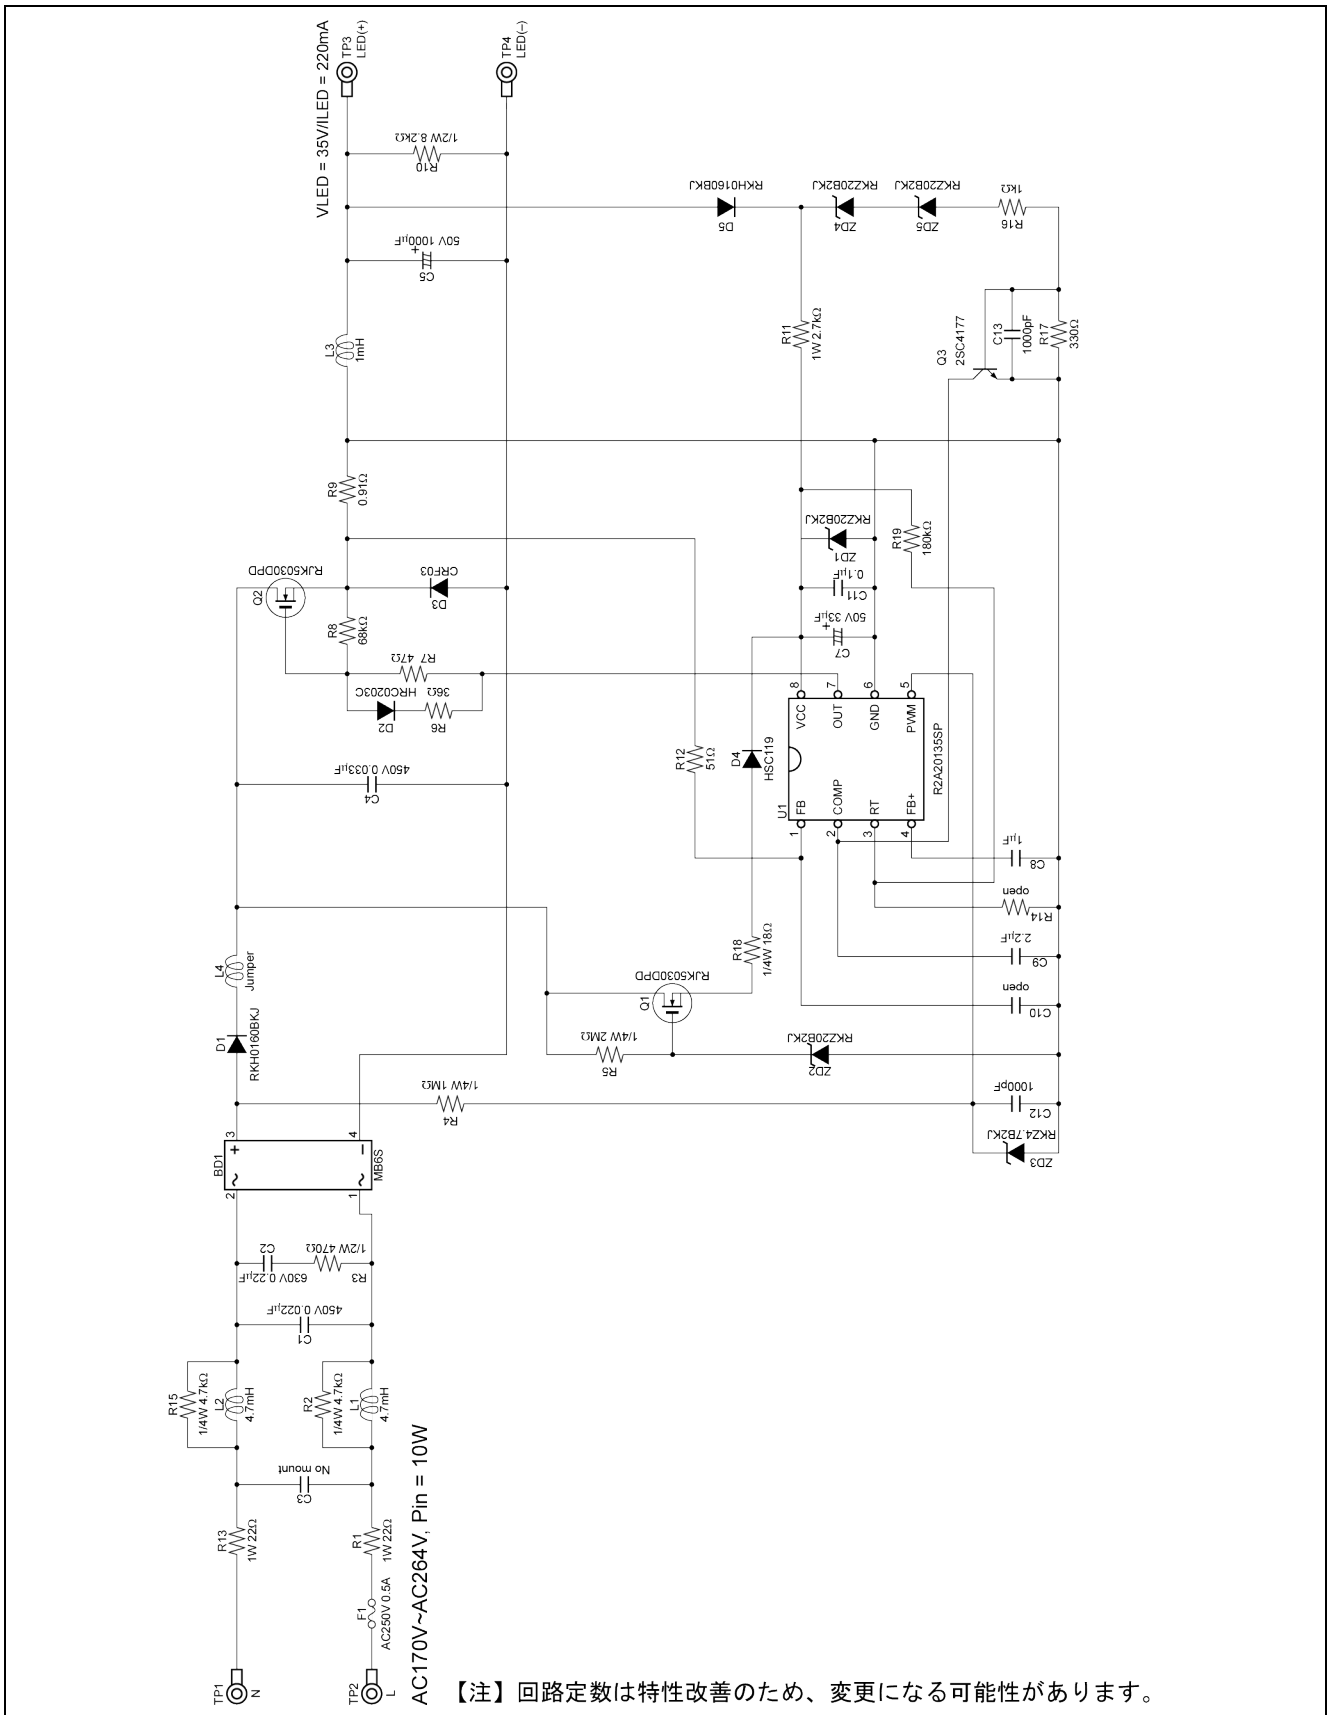 VLED = 35V/ILED = 220mA
TP3
LED(+)
TP4
LED(–)
R10
1/2W 8.2kΩ
C5
50V 1000μF
+
L3
1mH
R9
0.91Ω
Q2
RJK5030DPD
D3
CRF03
R8
68kΩ
R7 47Ω
D2
HRC0203C
R6
36Ω
C4
450V 0.033μF
L4
Jumper
D1
RKH0160BKJ
D5
RKH0160BKJ
ZD4
RKZ20B2KJ
ZD5
RKZ20B2KJ
R16
1kΩ
R11
1W 2.7kΩ
Q3
2SC4177
C13
1000pF
R17
330Ω
ZD1
RKZ20B2KJ
R19
180kΩ
C11
0.1μF
C7
50V 33μF
+
R12
51Ω
D4
HSC119
U1
R2A20135SP
8
VCC
7
OUT
6
GND
5
PWM
1
FB
2
COMP
3
RT
4
FB+
C8
1μF
R14
open
C9
2.2μF
C10
open
R18
1/4W 18Ω
Q1
RJK5030DPD
R5
1/4W 2MΩ
ZD2
RKZ20B2KJ
R4
1/4W 1MΩ
C12
1000pF
ZD3
RKZ4.7B2KJ
BD1
MB6S
3
+
4
–
2
~
1
~
C2
630V 0.22μF
R3
1/2W 470Ω
C1
450V 0.022μF
R15
1/4W 4.7kΩ
L2
4.7mH
R2
1/4W 4.7kΩ
L1
4.7mH
C3
No mount
R13
1W 22Ω
R1
1W 22Ω
F1
AC250V 0.5A
TP1
N
TP2
L
AC170V~AC264V, Pin = 10W
【注】回路定数は特性改善のため、変更になる可能性があります。